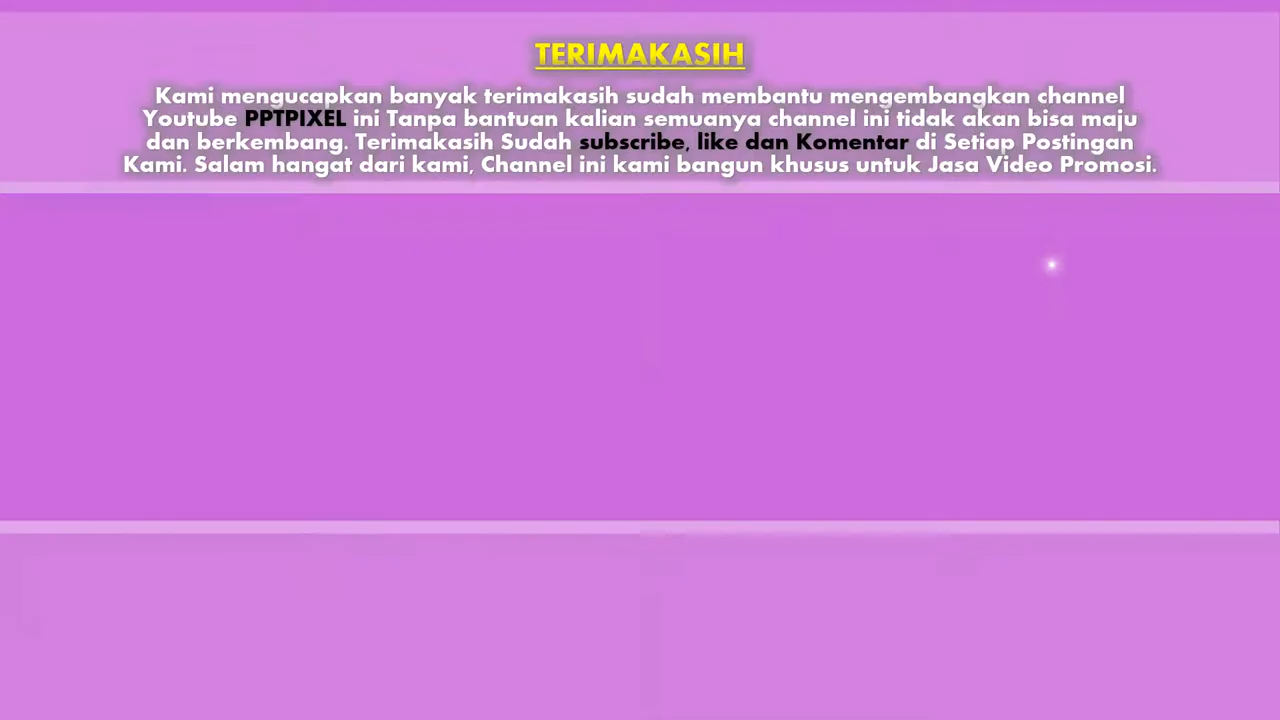 TERIMAKASIH
Kami mengucapkan banyak terimakasih sudah membantu mengembangkan channel
Youtube PPTPIXEL ini Tanpa bantuan kalian semuanya channel ini tidak akan bisa maju
dan berkembang. Terimakasih Sudah subscribe, like dan Komentar di Setiap Postingan
Kami. Salam hangat dari kami, Channel ini kami bangun khusus untuk Jasa Video Promosi.